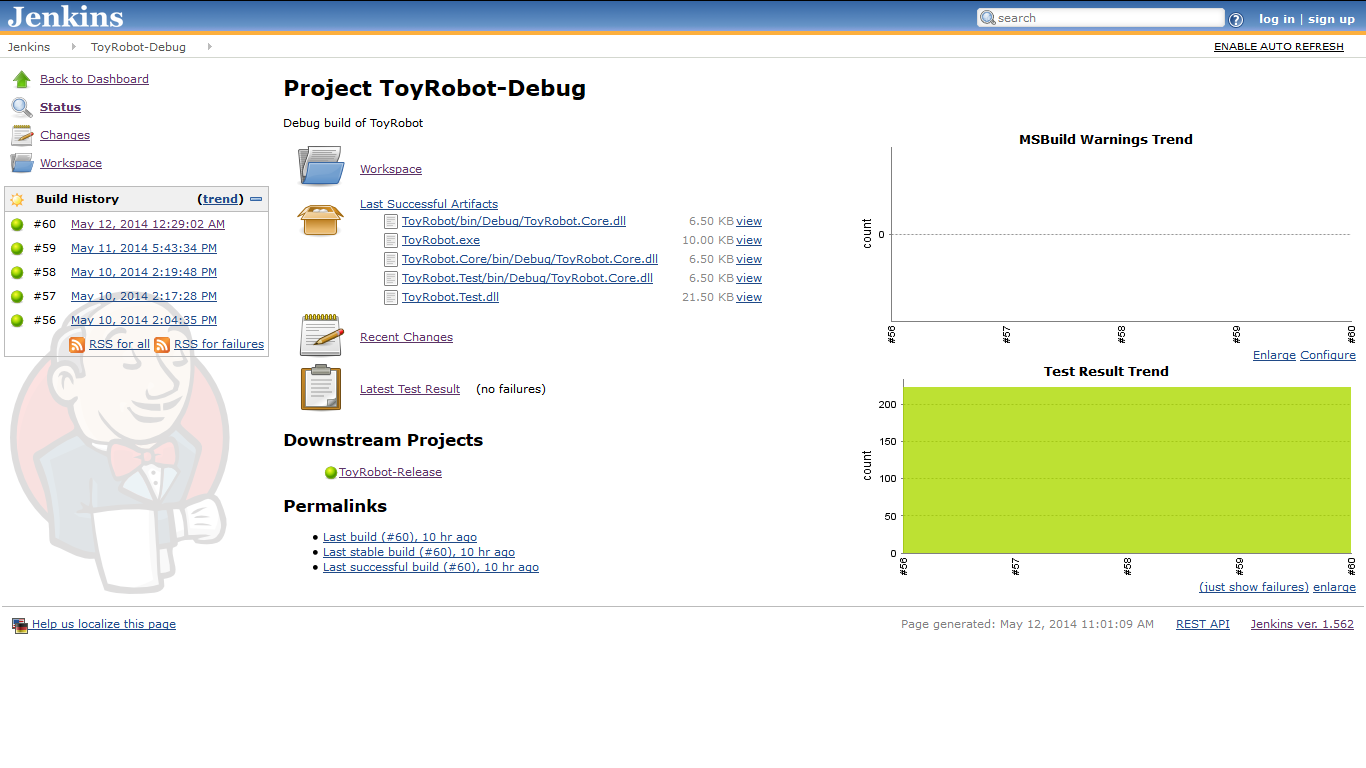 Jenkins
search
log in | sign up
Jenkins
ToyRobot-Debug
ENABLE AUTO REFRESH
Back to Dashboard
Status
Changes
Workspace
Build History (trend)
#60 May 12, 2014 12:29:02 AM
#59 May 11, 2014 5:43:34 PM
#58 May 10, 2014 2:19:48 PM
#57 May 10, 2014 2:17:28 PM
#56 May 10, 2014 2:04:35 PM
RSS for all RSS for failures
Project ToyRobot-Debug
Debug build of ToyRobot
Workspace
Last Successful Artifacts
ToyRobot/bin/Debug/ToyRobot.Core.dll 6.50 KB view
ToyRobot.exe 10.00 KB view
ToyRobot.Core/bin/Debug/ToyRobot.Core.dll 6.50 KB view
ToyRobot.Test/bin/Debug/ToyRobot.Core.dll 6.50 KB view
ToyRobot.Test.dll 21.50 KB view
Recent Changes
Latest Test Result (no failures)
Downstream Projects
ToyRobot-Release
Permalinks
Last build (#60), 10 hr ago
Last stable build (#60), 10 hr ago
Last successful build (#60), 10 hr ago
MSBuild Warnings Trend
count
0
#56 #57 #58 #59 #60
Enlarge Configure
Test Result Trend
count
200
150
100
50
0
#56 #57 #58 #59 #60
(just show failures) enlarge
Help us localize this page
Page generated: May 12, 2014 11:01:09 AM REST API Jenkins ver. 1.562